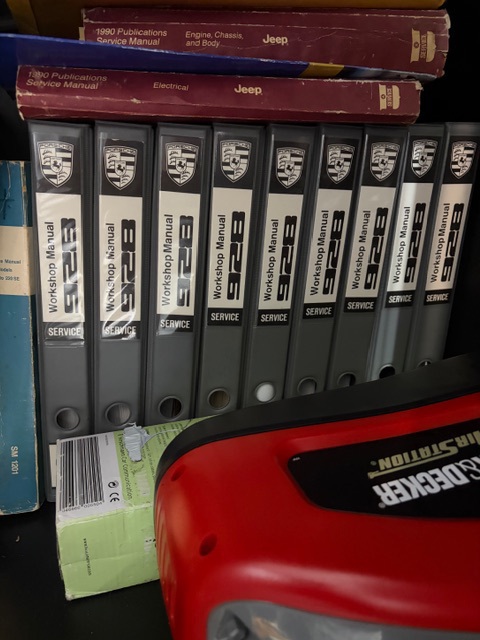 1990 Publications
Service Manual
Engine, Chassis,
and Body
Jeep
1990 Publications
Service Manual
Electrical
Jeep
Workshop Manual
928
SERVICE
Workshop Manual
928
SERVICE
Workshop Manual
928
SERVICE
Workshop Manual
928
SERVICE
Workshop Manual
928
SERVICE
Workshop Manual
928
SERVICE
Workshop Manual
928
SERVICE
Workshop Manual
928
SERVICE
Workshop Manual
928
SERVICE
Manual
SM 1201
CE
&DECKER
AIRSTATION